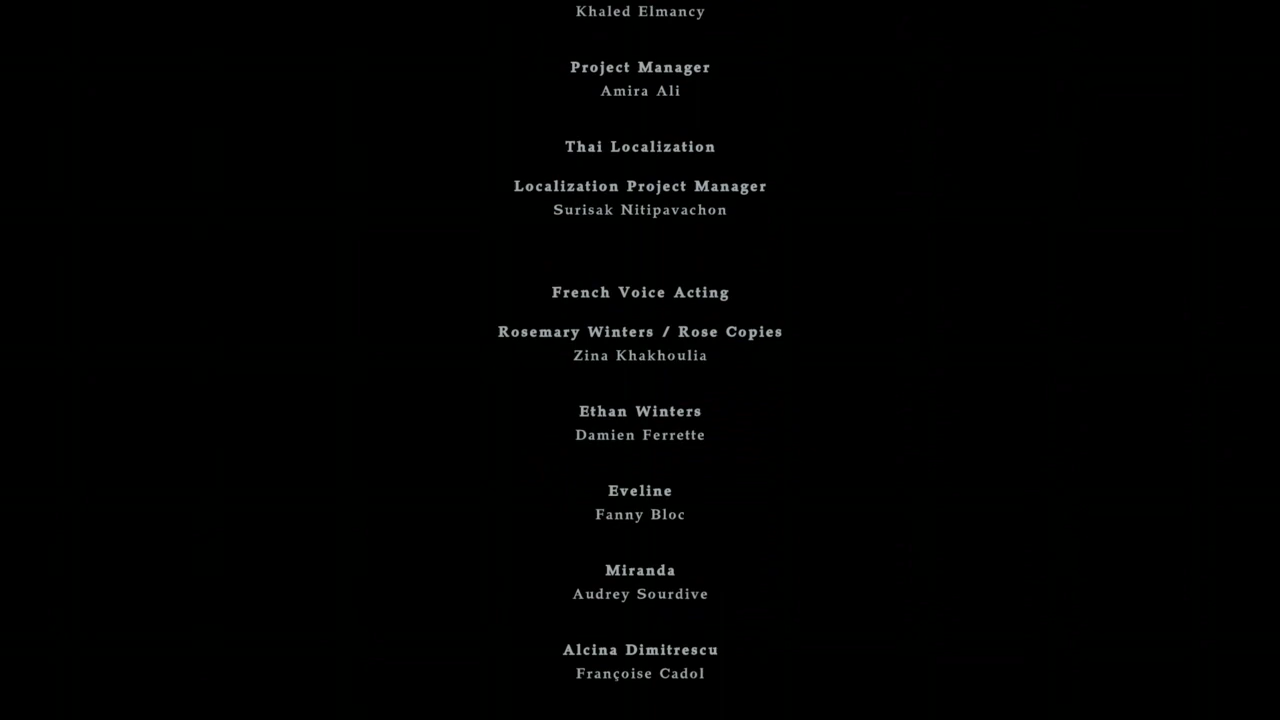 Khaled Elmancy
Project Manager
Amira Ali
Thai Localization
Localization Project Manager
Surisak Nitipavachon
French Voice Acting
Rosemary Winters / Rose Copies
Zina Khakhoulia
Ethan Winters
Damien Ferrette
Eveline
Fanny Bloc
Miranda
Audrey Sourdive
Alcina Dimitrescu
Françoise Cadol